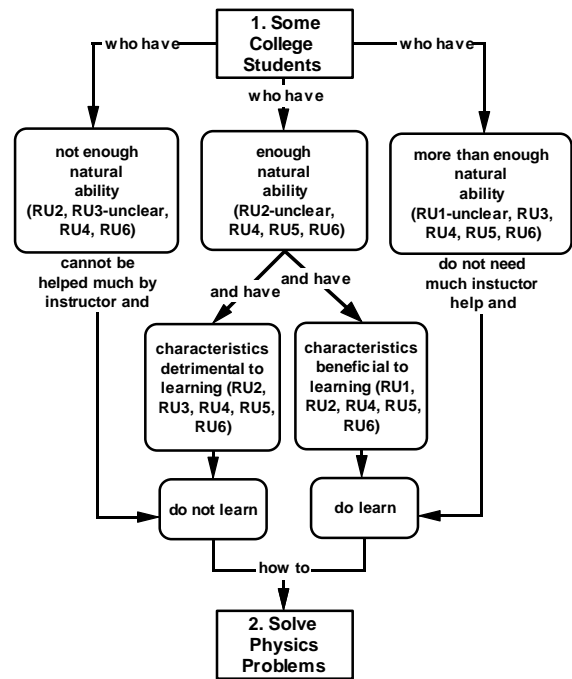 1. Some
College
Students
who have
who have
who have
not enough
natural
ability
(RU2, RU3-unclear,
RU4, RU6)
enough
natural
ability
(RU2-unclear,
RU4, RU5,
RU6)
more than enough
natural
ability
(RU1-unclear, RU3,
RU4, RU5, RU6)
cannot be
helped much by
instructor and
and have
and have
do not need
much instuctor
help and
characteristics
detrimental to
learning (RU2,
RU3, RU4, RU5,
RU6)
characteristics
beneficial to
learning (RU1,
RU2, RU4, RU5,
RU6)
do not learn
do learn
how to
2. Solve
Physics
Problems